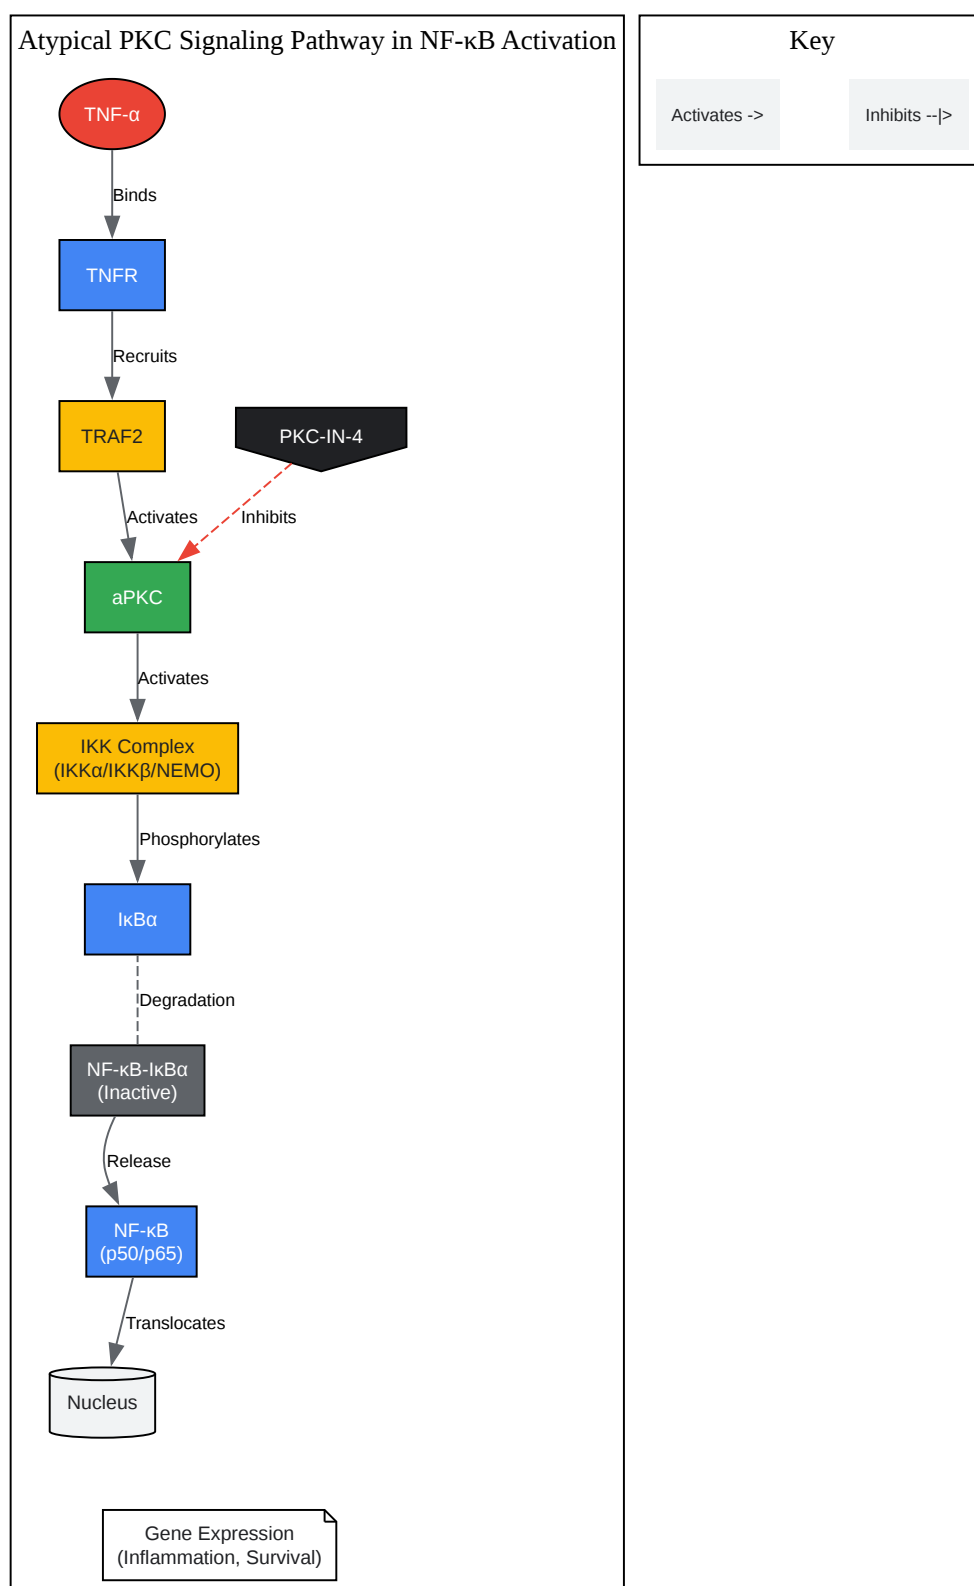 Atypical PKC Signaling Pathway in NF-κB Activation
Key
Activates ->
Inhibits --|>
TNF-α
Binds
TNFR
Recruits
TRAF2
PKC-IN-4
Activates
Inhibits
aPKC
Activates
IKK Complex
(IKKα/IKKβ/NEMO)
Phosphorylates
IκBα
Degradation
NF-κB-IκBα
(Inactive)
Release
NF-κB
(p50/p65)
Translocates
Nucleus
Gene Expression
(Inflammation, Survival)